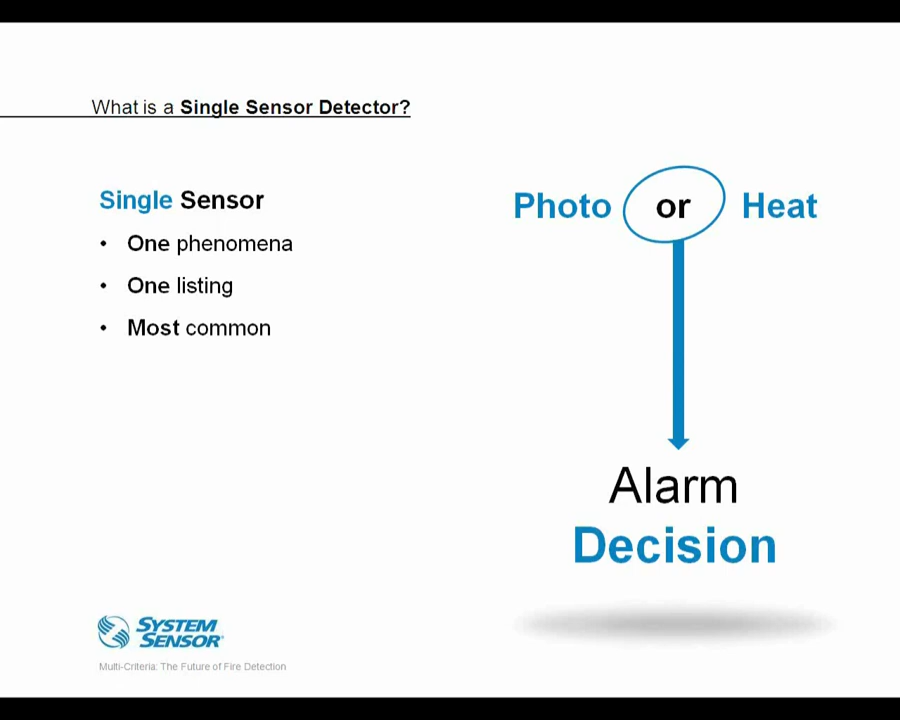 What is a Single Sensor Detector?
Single Sensor
• One phenomena
• One listing
• Most common
Photo or Heat
Alarm
Decision
SYSTEM
SENSOR
Multi-Criteria: The Future of Fire Detection